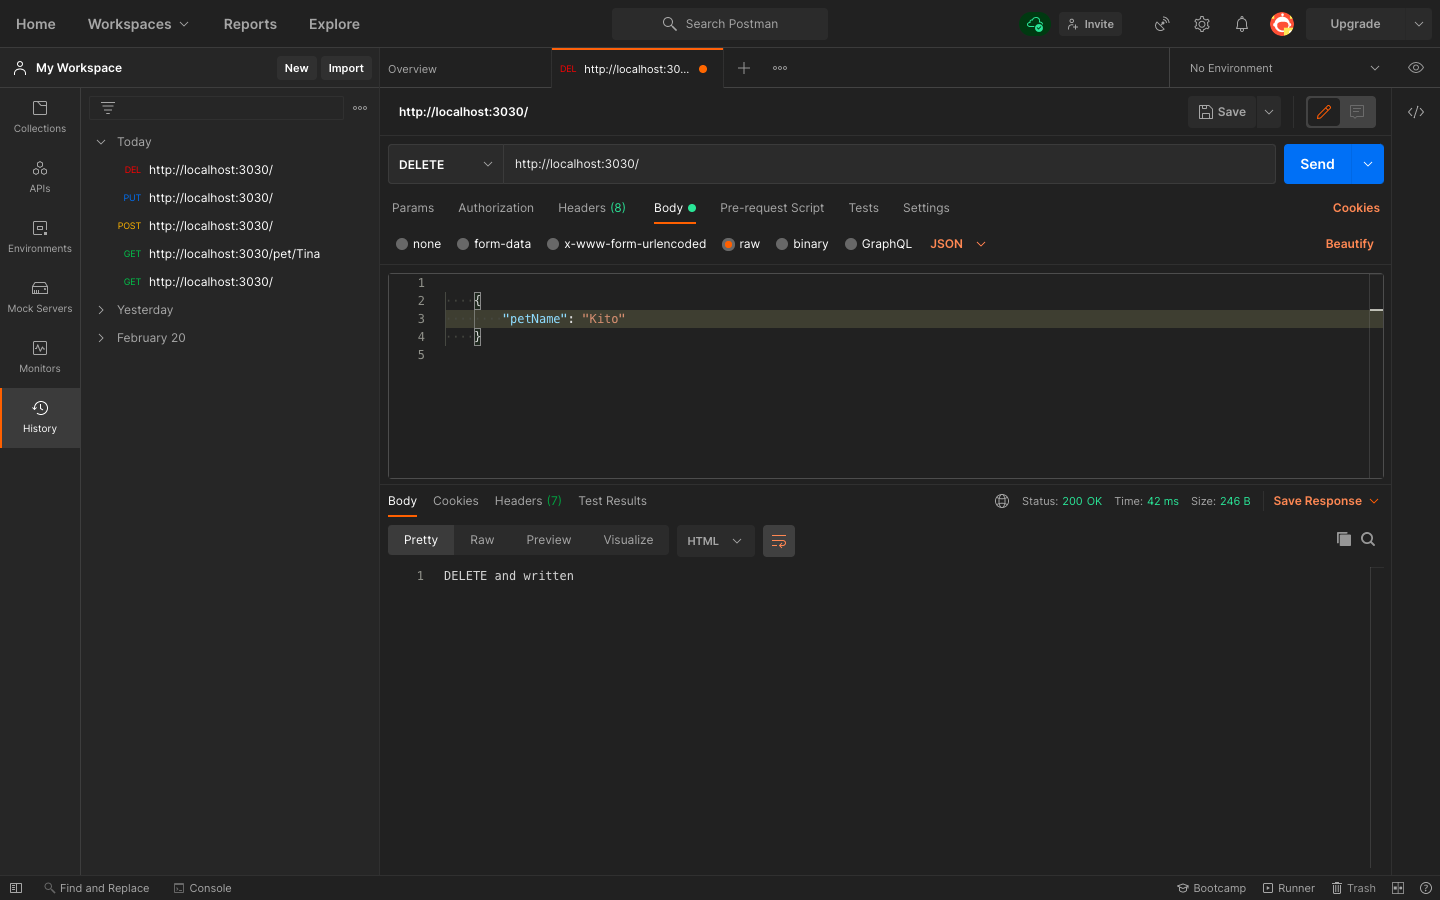 Home Workspaces Reports Explore Search Postman Invite Upgrade
My Workspace New Import Overview DEL http://localhost:30... No Environment
Collections
APIs
Environments
Mock Servers
Monitors
History
Today
DEL http://localhost:3030/
PUT http://localhost:3030/
POST http://localhost:3030/
GET http://localhost:3030/pet/Tina
GET http://localhost:3030/
Yesterday
February 20
http://localhost:3030/ Save
DELETE http://localhost:3030/ Send
Params Authorization Headers (8) Body Pre-request Script Tests Settings Cookies
none form-data x-www-form-urlencoded raw binary GraphQL JSON Beautify
1
2 {
3 "petName": "Kito"
4 }
5
Body Cookies Headers (7) Test Results Status: 200 OK Time: 42 ms Size: 246 B Save Response
Pretty Raw Preview Visualize HTML
1 DELETE and written
Find and Replace Console Bootcamp Runner Trash